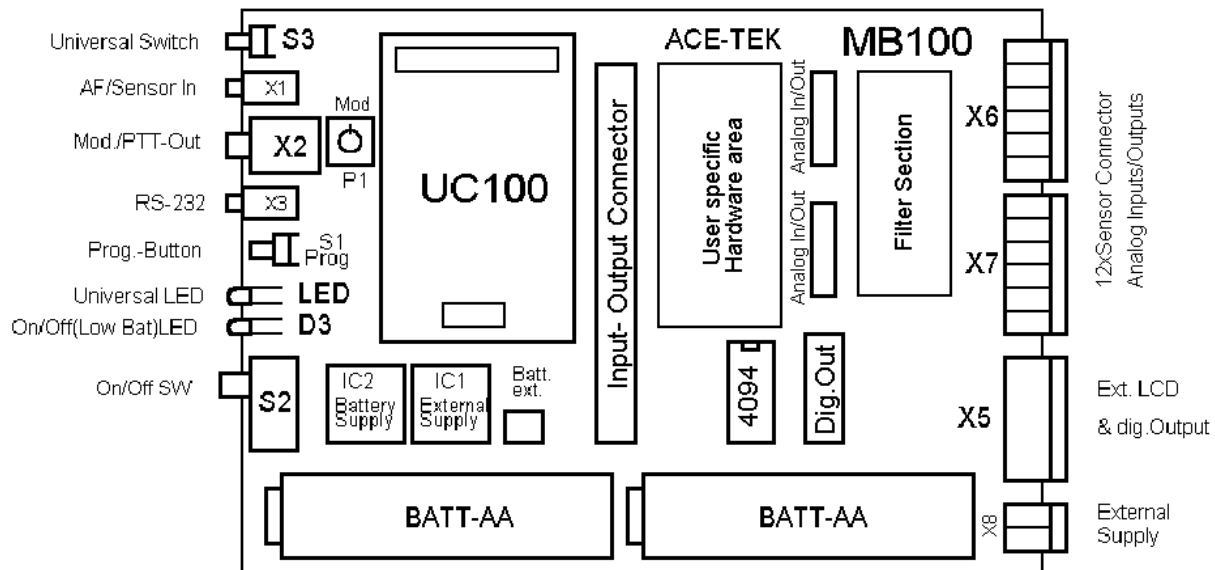 Universal Switch
AF/Sensor In
Mod./PTT-Out
RS-232
Prog.-Button
Universal LED
On/Off(Low Bat)LED
On/Off SW
S3
X1
X2
Mod
P1
X3
S1
Prog
LED
D3
S2
UC100
IC2
Battery
Supply
IC1
External
Supply
Batt.
ext.
Input- Output Connector
ACE-TEK
User specific
Hardware area
MB100
Analog In/Out
Analog In/Out
Filter Section
4094
Dig.Out
BATT-AA
BATT-AA
X6
X7
X5
X8
12xSensor Connector
Analog Inputs/Outputs
Ext. LCD
& dig.Output
External
Supply